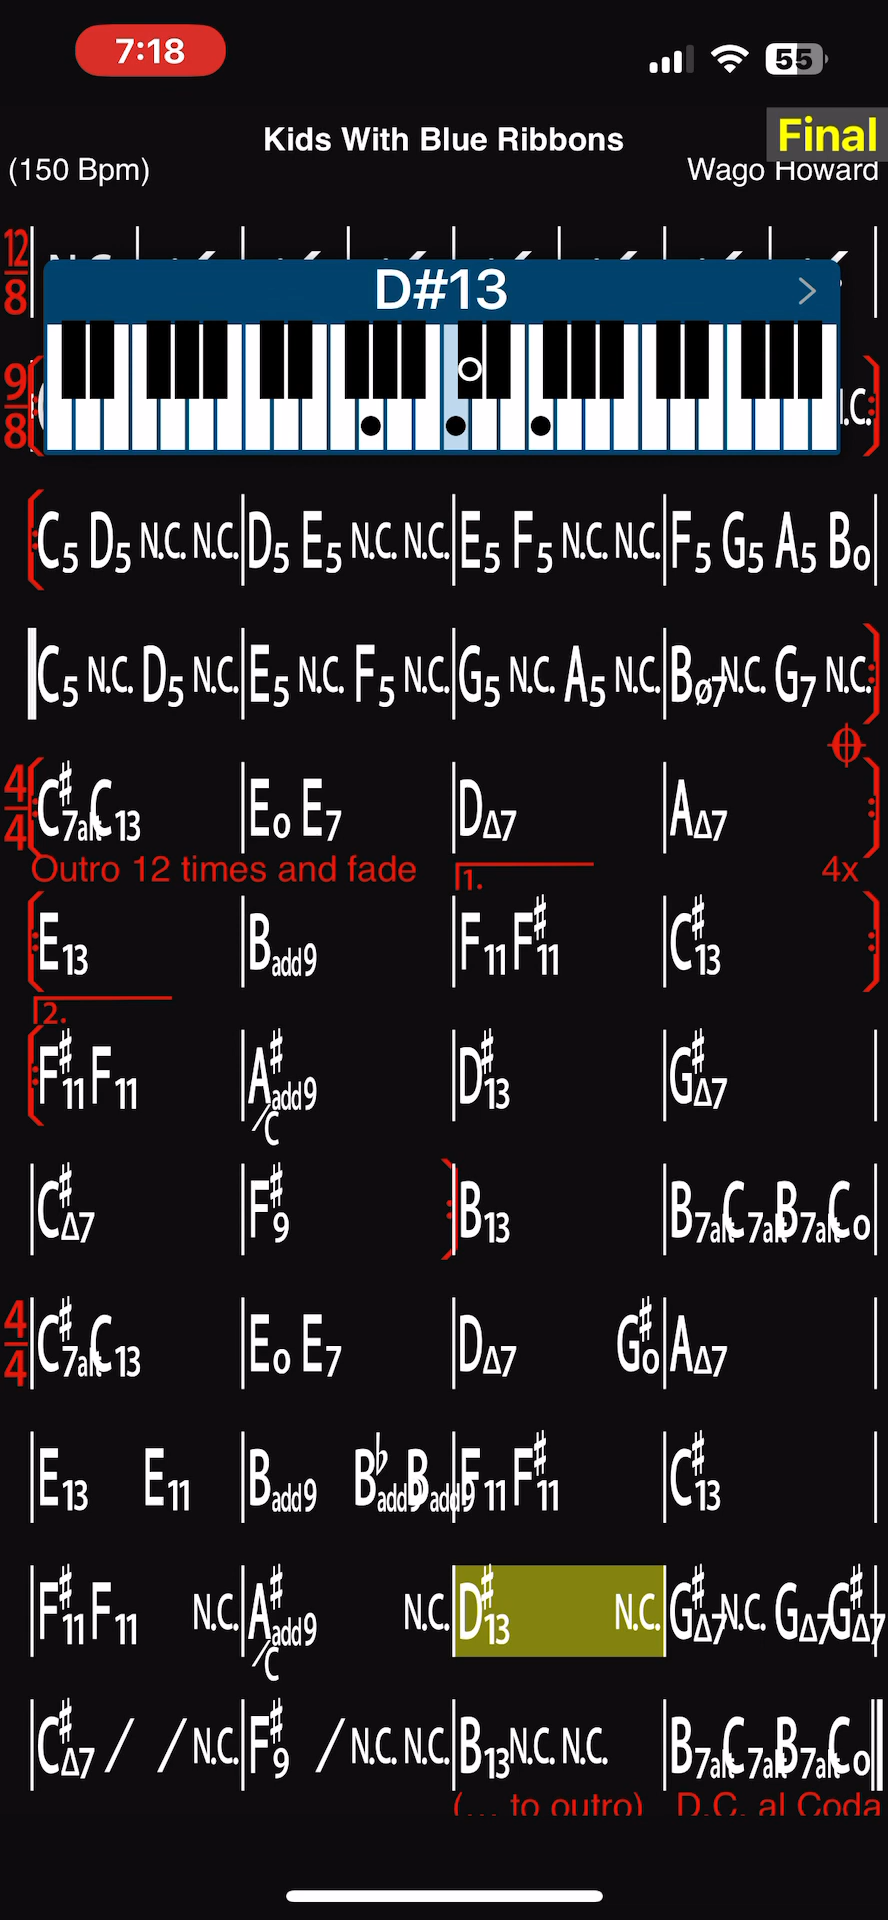 7:18
55
Final
Kids With Blue Ribbons
(150 Bpm)
Wago Howard
12
8
D#13
9
8
C5 D5 N.C. N.C. D5 E5 N.C. N.C. E5 F5 N.C. N.C. F5 G5 A5 Bo
C5 N.C. D5 N.C. E5 N.C. F5 N.C. G5 N.C. A5 N.C. Bø7 N.C. G7 N.C.
4
4
C♯7alt C13 Eo E7 DΔ7 AΔ7
Outro 12 times and fade
1.
4x
E13 Badd9 F11 F♯11 C♯13
2.
F♯11 F11 A♯add9/C D♯13 G♯Δ7
C♯Δ7 F♯9 B13 B7alt C7alt B7alt Co
4
4
C♯7alt C13 Eo E7 DΔ7 G♯o AΔ7
E13 E11 Badd9 B♭add9 Badd9 F11 F♯11 C♯13
F♯11 F11 N.C. A♯add9/C N.C. D♯13 N.C. G♯Δ7 N.C. GΔ7 G♯Δ7
C♯Δ7 / / N.C. F♯9 / N.C. N.C. B13 N.C. N.C. B7alt C7alt B7alt Co
(... to outro)
D.C. al Coda